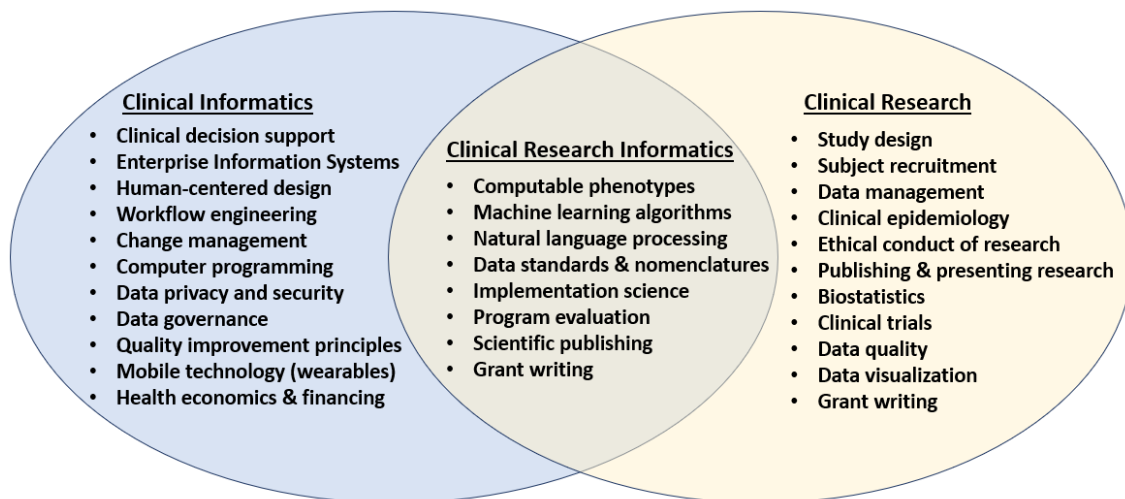 Clinical Informatics
• Clinical decision support
• Enterprise Information Systems
• Human-centered design
• Workflow engineering
• Change management
• Computer programming
• Data privacy and security
• Data governance
• Quality improvement principles
• Mobile technology (wearables)
• Health economics & financing
Clinical Research Informatics
• Computable phenotypes
• Machine learning algorithms
• Natural language processing
• Data standards & nomenclatures
• Implementation science
• Program evaluation
• Scientific publishing
• Grant writing
Clinical Research
• Study design
• Subject recruitment
• Data management
• Clinical epidemiology
• Ethical conduct of research
• Publishing & presenting research
• Biostatistics
• Clinical trials
• Data quality
• Data visualization
• Grant writing